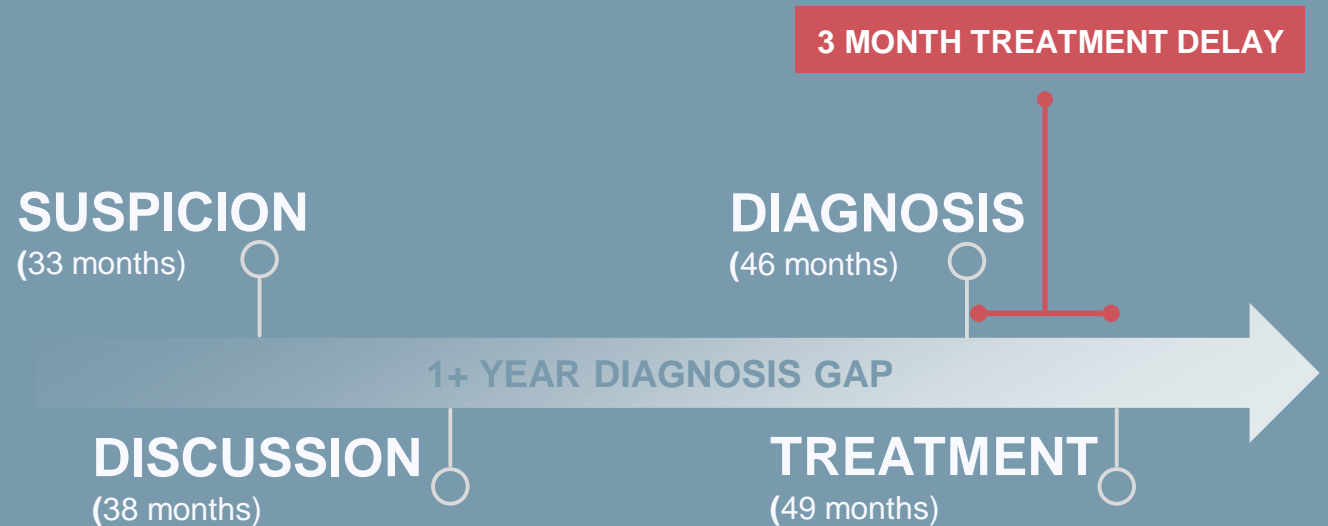 3 MONTH TREATMENT DELAY
SUSPICION
(33 months)
DIAGNOSIS
(46 months)
1+ YEAR DIAGNOSIS GAP
DISCUSSION
(38 months)
TREATMENT
(49 months)